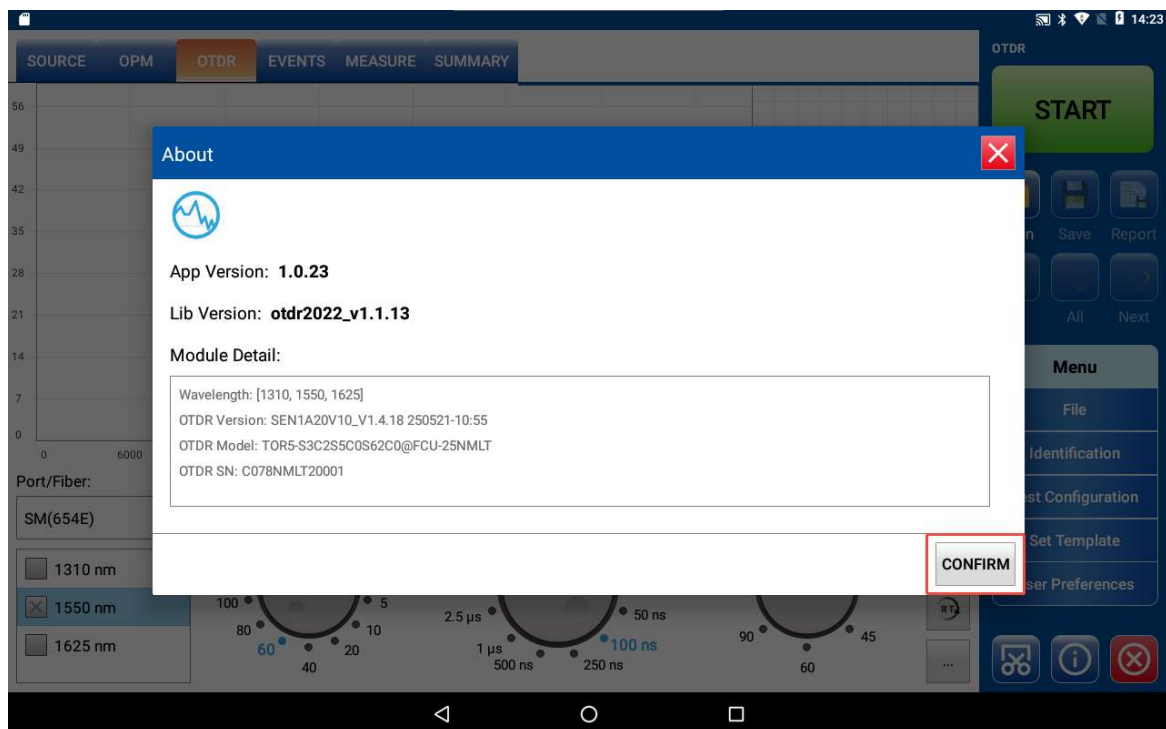 14:23
SOURCE OPM OTDR EVENTS MEASURE SUMMARY
OTDR
START
56
49
42
35
28
21
14
7
0
0 6000
About
App Version: 1.0.23
Lib Version: otdr2022_v1.1.13
Module Detail:
Wavelength: [1310, 1550, 1625]
OTDR Version: SEN1A20V10_V1.4.18 250521-10:55
OTDR Model: TOR5-S3C2S5C0S62C0@FCU-25NMLT
OTDR SN: C078NMLT20001
CONFIRM
n Save Report
All Next
Menu
File
Identification
st Configuration
Set Template
ser Preferences
Port/Fiber:
SM(654E)
1310 nm
1550 nm
1625 nm
100 5
80 10
60 20
40
2.5 µs 50 ns
1 µs 100 ns
500 ns 250 ns
90 45
60
RT
...